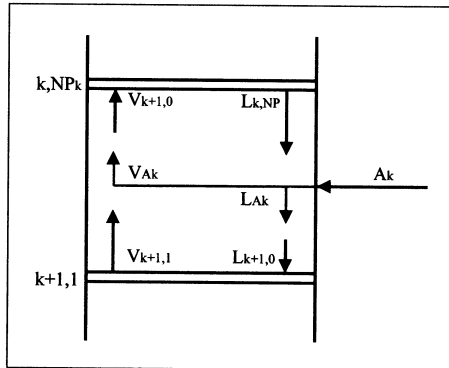 k,NPk
Vk+1,0
Lk,NP
VAk
Ak
LAk
Vk+1,1
Lk+1,0
k+1,1